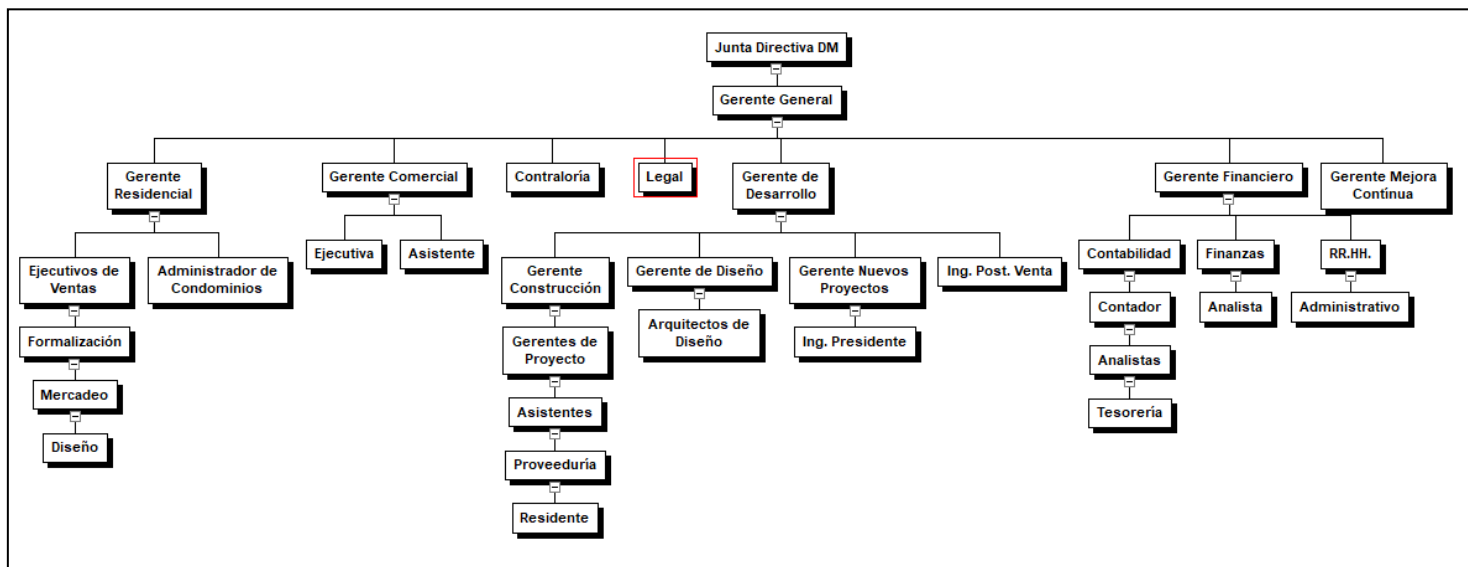 Junta Directiva DM
Gerente General
Gerente
Residencial
Gerente Comercial
Contraloría
Legal
Gerente de
Desarrollo
Gerente Financiero
Gerente Mejora
Contínua
Ejecutivos de
Ventas
Administrador de
Condominios
Ejecutiva
Asistente
Gerente
Construcción
Gerente de Diseño
Gerente Nuevos
Proyectos
Ing. Post. Venta
Contabilidad
Finanzas
RR.HH.
Formalización
Mercadeo
Diseño
Gerentes de
Proyecto
Asistentes
Proveeduría
Residente
Arquitectos de
Diseño
Ing. Presidente
Contador
Analistas
Tesorería
Analista
Administrativo